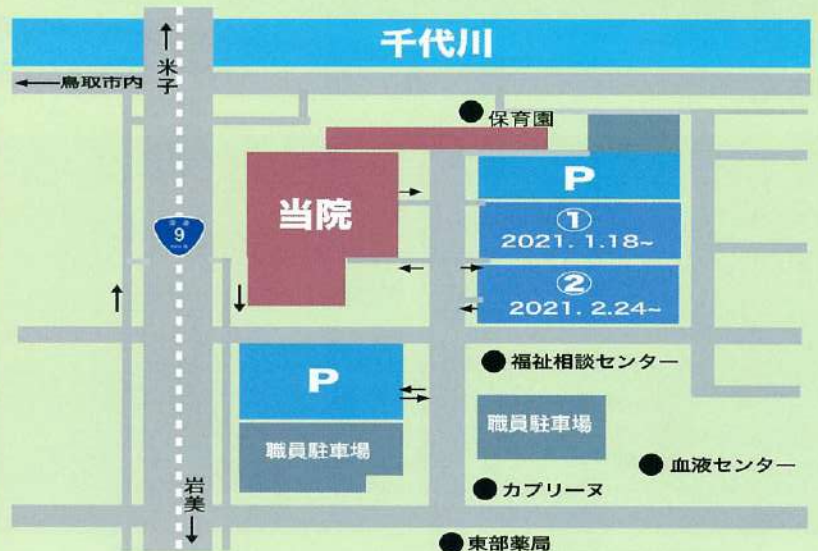 千代川
米子
鳥取市内
保育園
P
当院
①
2021. 1.18~
9
②
2021. 2.24~
福祉相談センター
P
職員駐車場
職員駐車場
血液センター
岩美
カプリーヌ
東部薬局